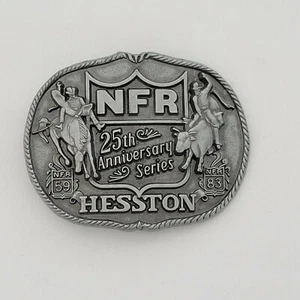 NFR
25th
Anniversary
Series
NFR
59
NFR
83
HESSTON